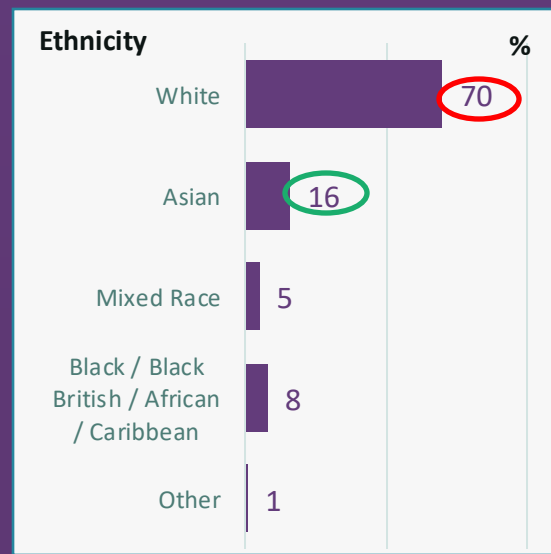 Ethnicity
%
White
70
Asian
16
Mixed Race
5
Black / Black
British / African
/ Caribbean
8
Other
1